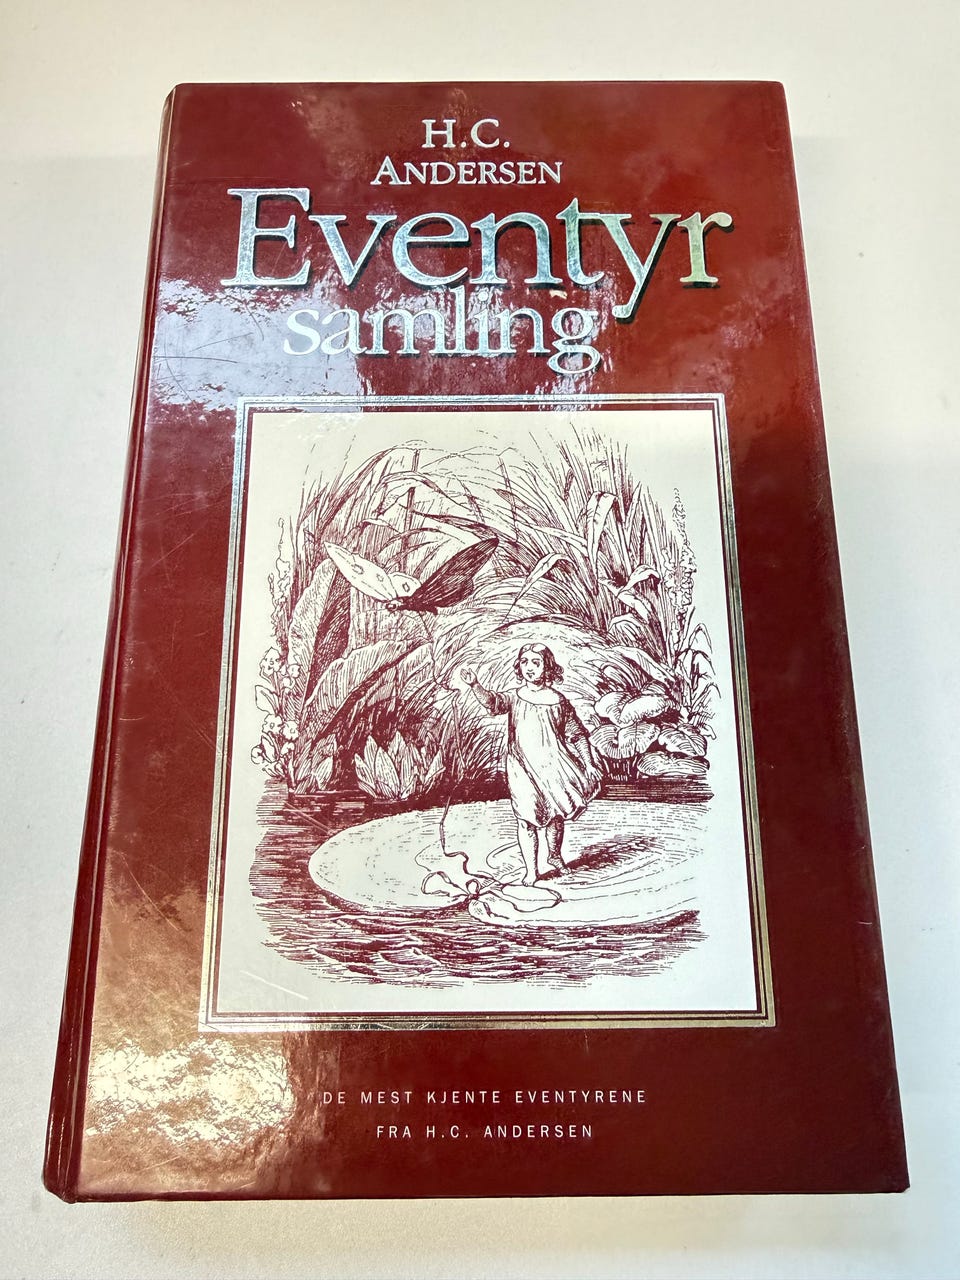 H.C.
ANDERSEN
Eventyr
samling
DE MEST KJENTE EVENTYRENE
FRA H.C. ANDERSEN